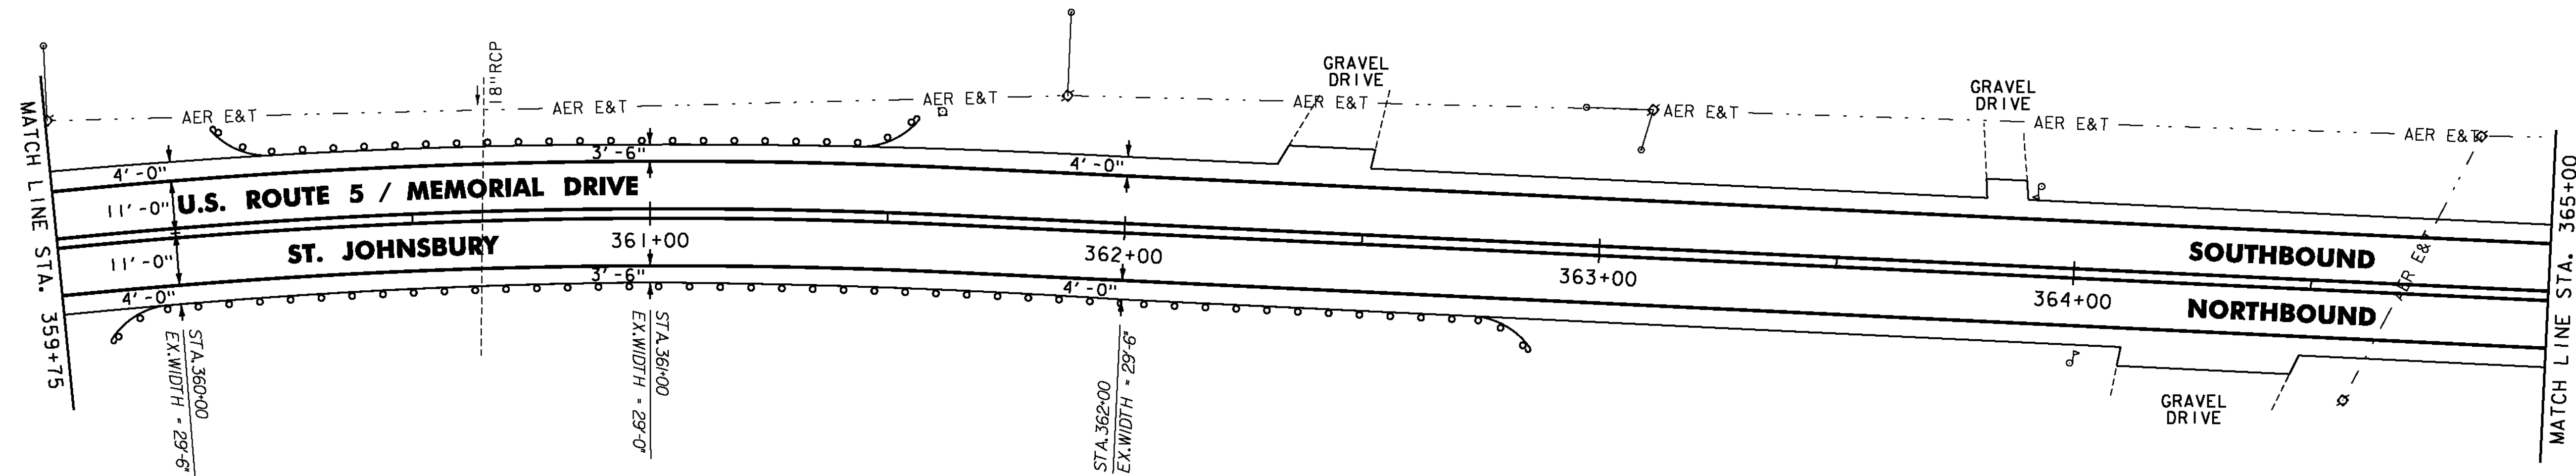 MATCH LINE STA. 359+75
18"RCP
AER E&T
AER E&T
AER E&T
AER E&T
AER E&T
AER E&T
AER E&T
GRAVEL
DRIVE
GRAVEL
DRIVE
4'-0"
3'-6"
4'-0"
11'-0"
U.S. ROUTE 5 / MEMORIAL DRIVE
11'-0"
ST. JOHNSBURY
361+00
362+00
363+00
364+00
SOUTHBOUND
NORTHBOUND
AER E&T
4'-0"
3'-6"
4'-0"
STA.360+00
EX.WIDTH = 29'-6"
STA.361+00
EX.WIDTH = 29'-0"
STA.362+00
EX.WIDTH = 29'-6"
GRAVEL
DRIVE
MATCH LINE STA. 365+00